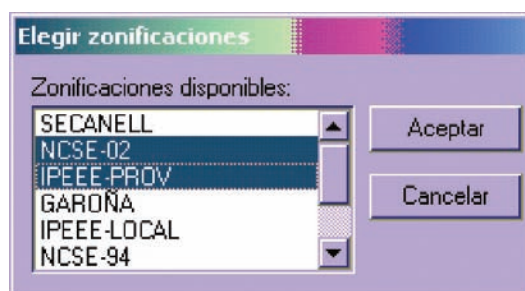 Elegir zonificaciones
Zonificaciones disponibles:
SECANELL
NCSE-02
IPEEE-PROV
GAROÑA
IPEEE-LOCAL
NCSE-94
Aceptar
Cancelar